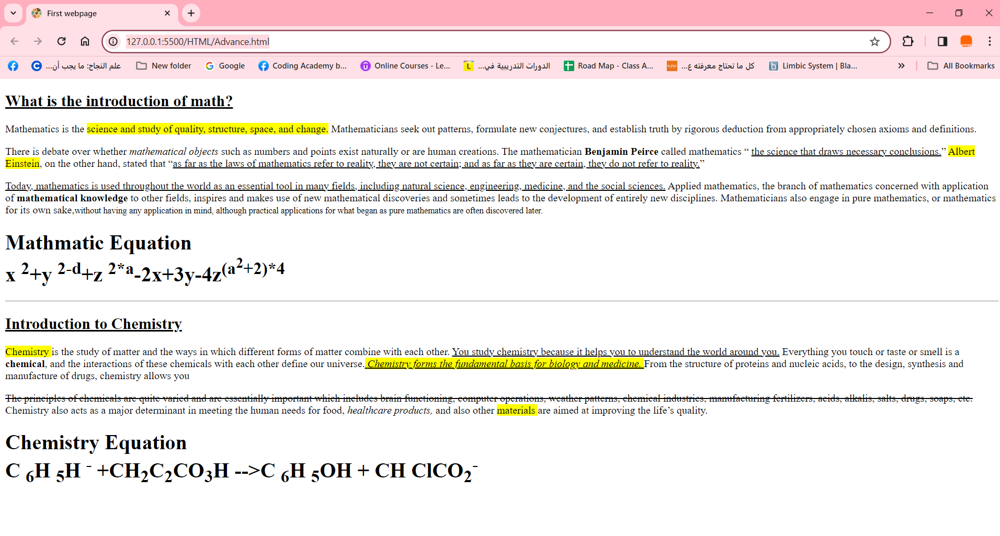 First webpage
127.0.0.1:5500/HTML/Advance.html
علم النجاح: ما يجب أن...
New folder
Google
Coding Academy b...
Online Courses - Le...
الدورات التدريبية في...
Road Map - Class A...
كل ما تحتاج معرفته ع...
Limbic System | Bla...
All Bookmarks
What is the introduction of math?
Mathematics is the science and study of quality, structure, space, and change. Mathematicians seek out patterns, formulate new conjectures, and establish truth by rigorous deduction from appropriately chosen axioms and definitions.
There is debate over whether mathematical objects such as numbers and points exist naturally or are human creations. The mathematician Benjamin Peirce called mathematics “ the science that draws necessary conclusions.” Albert
Einstein, on the other hand, stated that “as far as the laws of mathematics refer to reality, they are not certain; and as far as they are certain, they do not refer to reality.”
Today, mathematics is used throughout the world as an essential tool in many fields, including natural science, engineering, medicine, and the social sciences. Applied mathematics, the branch of mathematics concerned with application
of mathematical knowledge to other fields, inspires and makes use of new mathematical discoveries and sometimes leads to the development of entirely new disciplines. Mathematicians also engage in pure mathematics, or mathematics
for its own sake,without having any application in mind, although practical applications for what began as pure mathematics are often discovered later.
Mathmatic Equation
x ²+y ²⁻ᵈ+z ²*ᵃ-2x+3y-4z^(a²+2)*4
Introduction to Chemistry
Chemistry is the study of matter and the ways in which different forms of matter combine with each other. You study chemistry because it helps you to understand the world around you. Everything you touch or taste or smell is a
chemical, and the interactions of these chemicals with each other define our universe. Chemistry forms the fundamental basis for biology and medicine. From the structure of proteins and nucleic acids, to the design, synthesis and
manufacture of drugs, chemistry allows you
The principles of chemicals are quite varied and are essentially important which includes brain functioning, computer operations, weather patterns, chemical industries, manufacturing fertilizers, acids, alkalis, salts, drugs, soaps, etc.
Chemistry also acts as a major determinant in meeting the human needs for food, healthcare products, and also other materials are aimed at improving the life’s quality.
Chemistry Equation
C ₆H ₅H ⁻ +CH₂C₂CO₃H -->C ₆H ₅OH + CH ClCO₂⁻